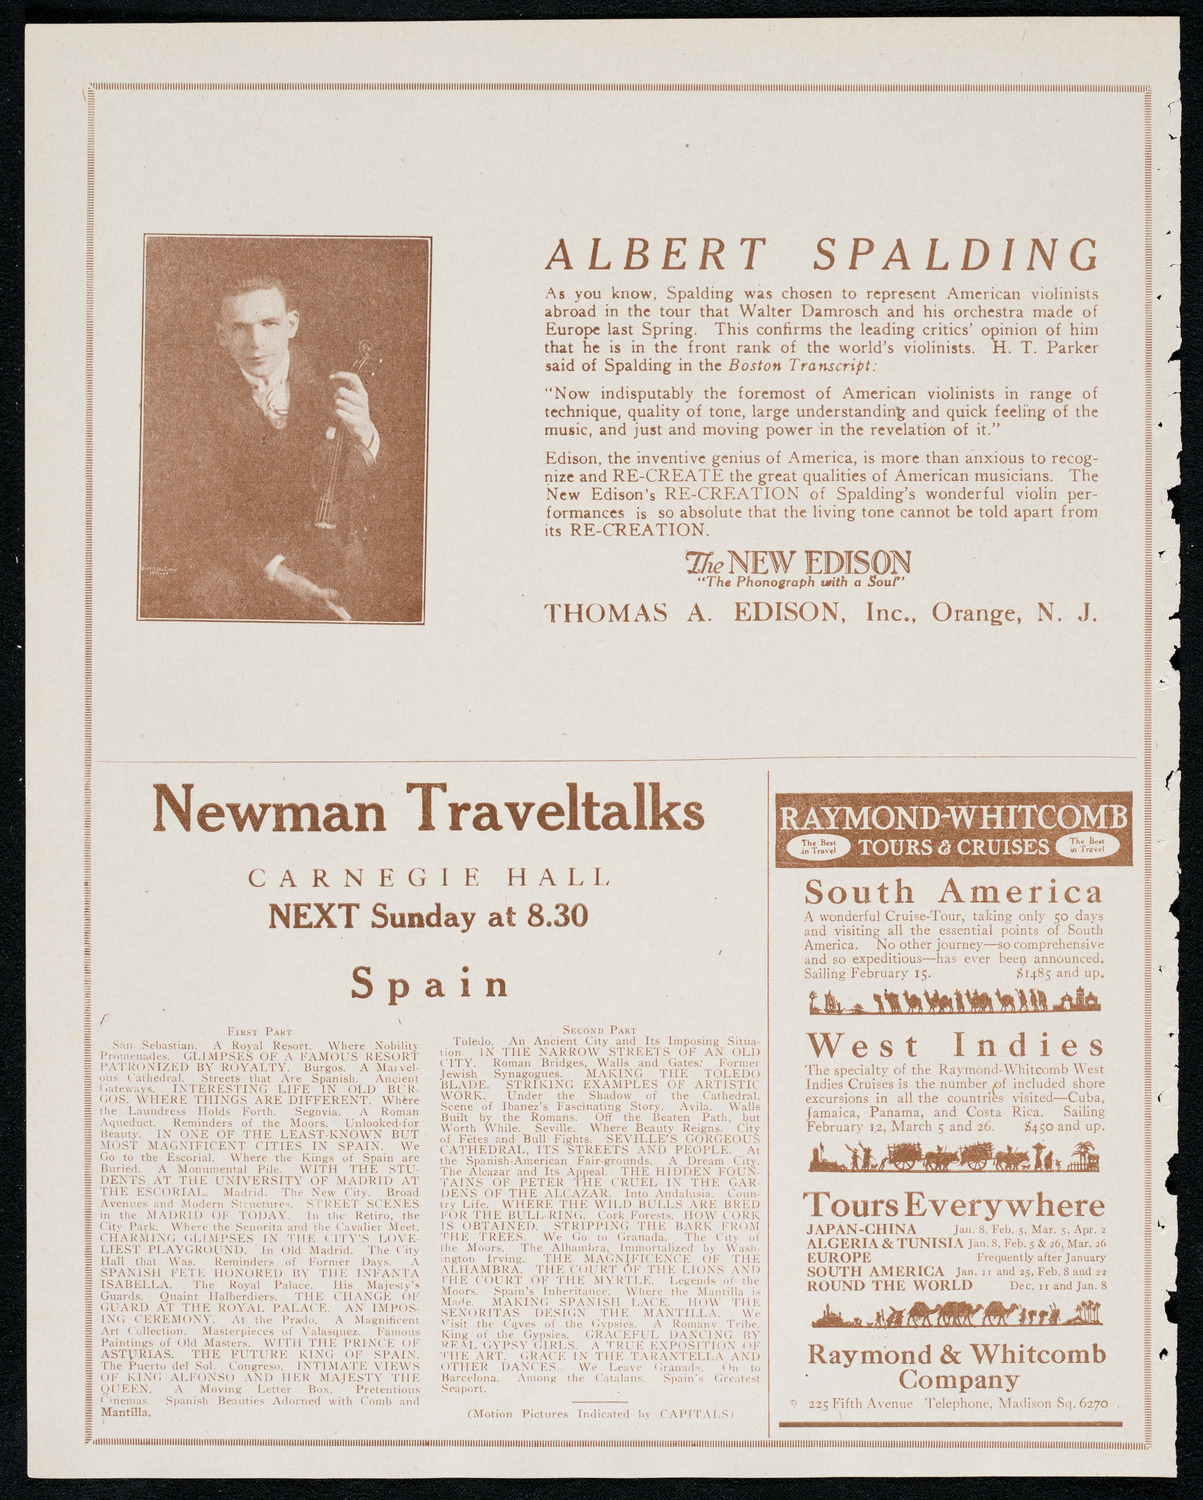 ALBERT SPALDING
As you know, Spalding was chosen to represent American violinists
abroad in the tour that Walter Damrosch and his orchestra made of
Europe last Spring. This confirms the leading critics' opinion of him
that he is in the front rank of the world's violinists. H. T. Parker
said of Spalding in the Boston Transcript:
"Now indisputably the foremost of American violinists in range of
technique, quality of tone, large understanding and quick feeling of the
music, and just and moving power in the revelation of it."
Edison, the inventive genius of America, is more than anxious to recog-
nize and RE-CREATE the great qualities of American musicians. The
New Edison's RE-CREATION of Spalding's wonderful violin per-
formances is so absolute that the living tone cannot be told apart from
its RE-CREATION.
The NEW EDISON
"The Phonograph with a Soul"
THOMAS A. EDISON, Inc., Orange, N. J.
Newman Traveltalks
CARNEGIE HALL
NEXT Sunday at 8.30
Spain
FIRST PART
San Sebastian. A Royal Resort. Where Nobility
Promenades. GLIMPSES OF A FAMOUS RESORT
PATRONIZED BY ROYALTY. Burgos. A Marvel-
ous Cathedral. Streets that Are Spanish. Ancient
Gateways. INTERESTING LIFE IN OLD BUR-
GOS, WHERE THINGS ARE DIFFERENT. Where
the Laundress Holds Forth. Segovia. A Roman
Aqueduct. Reminders of the Moors. Unlooked-for
Beauty. IN ONE OF THE LEAST-KNOWN BUT
MOST MAGNIFICENT CITIES IN SPAIN. We
Go to the Escorial. Where the Kings of Spain are
Buried. A Monumental Pile. WITH THE STU-
DENTS AT THE UNIVERSITY OF MADRID AT
THE ESCORIAL. Madrid. The New City. Broad
Avenues and Modern Structures. STREET SCENES
in the MADRID OF TODAY. In the Retiro, the
City Park. Where the Senorita and the Cavalier Meet.
CHARMING GLIMPSES IN THE CITY'S LOVE-
LIEST PLAYGROUND. In Old Madrid. The City
Hall that Was. Reminders of Former Days. A
SPANISH FETE HONORED BY THE INFANTA
ISABELLA. The Royal Palace. His Majesty's
Guards. Quaint Halberdiers. THE CHANGE OF
GUARD AT THE ROYAL PALACE. AN IMPOS-
ING CEREMONY. At the Prado. A Magnificent
Art Collection. Masterpieces of Valasquez. Famous
Paintings of Old Masters. WITH THE PRINCE OF
ASTURIAS. THE FUTURE KING OF SPAIN.
The Puerto del Sol. Congreso. INTIMATE VIEWS
OF KING ALFONSO AND HER MAJESTY THE
QUEEN. A Moving Letter Box. Pretentious
Cinemas. Spanish Beauties Adorned with Comb and
Mantilla.
SECOND PART
Toledo. An Ancient City and Its Imposing Situa-
tion. IN THE NARROW STREETS OF AN OLD
CITY. Roman Bridges, Walls and Gates. Former
Jewish Synagogues. MAKING THE TOLEDO
BLADE. STRIKING EXAMPLES OF ARTISTIC
WORK. Under the Shadow of the Cathedral.
Scene of Ibanez's Fascinating Story. Avila. Walls
Built by the Romans. Off the Beaten Path, but
Worth While. Seville. Where Beauty Reigns. City
of Fêtes and Bull Fights. SEVILLE'S GORGEOUS
CATHEDRAL, ITS STREETS AND PEOPLE. At
the Spanish-American Fair-grounds. A Dream City.
The Alcazar and Its Appeal. THE HIDDEN FOUN-
TAINS OF PETER THE CRUEL IN THE GAR-
DENS OF THE ALCAZAR. Into Andalusia. Coun-
try Life. WHERE THE WILD BULLS ARE BRED
FOR THE BULL-RING. Cork Forests. HOW CORK
IS OBTAINED. STRIPPING THE BARK FROM
THE TREES. We Go to Granada. The City of
the Moors. The Alhambra, Immortalized by Wash-
ington Irving. THE MAGNIFICENCE OF THE
ALHAMBRA. THE COURT OF THE LIONS AND
THE COURT OF THE MYRTLE. Legends of the
Moors. Spain's Inheritance. Where the Mantilla is
Made. MAKING SPANISH LACE. HOW THE
SENORITAS DESIGN THE MANTILLA. We
Visit the Caves of the Gypsies. A Romany Tribe.
King of the Gypsies. GRACEFUL DANCING BY
REAL GYPSY GIRLS. A TRUE EXPOSITION OF
THE ART. GRACE IN THE TARANTELLA AND
OTHER DANCES. We Leave Granada. On to
Barcelona. Among the Catalans. Spain's Greatest
Seaport.
(Motion Pictures Indicated by CAPITALS)
RAYMOND-WHITCOMB
The Best in Travel TOURS & CRUISES The Best in Travel
South America
A wonderful Cruise-Tour, taking only 50 days
and visiting all the essential points of South
America. No other journey—so comprehensive
and so expeditious—has ever been announced.
Sailing February 15. $1485 and up.
West Indies
The specialty of the Raymond-Whitcomb West
Indies Cruises is the number of included shore
excursions in all the countries visited—Cuba,
Jamaica, Panama, and Costa Rica. Sailing
February 12, March 5 and 26. $450 and up.
Tours Everywhere
JAPAN-CHINA Jan. 8, Feb. 5, Mar. 5, Apr. 2
ALGERIA & TUNISIA Jan. 8, Feb. 5 & 26, Mar. 26
EUROPE Frequently after January
SOUTH AMERICA Jan. 11 and 25, Feb. 8 and 22
ROUND THE WORLD Dec. 11 and Jan. 8
Raymond & Whitcomb
Company
225 Fifth Avenue Telephone, Madison Sq. 6270